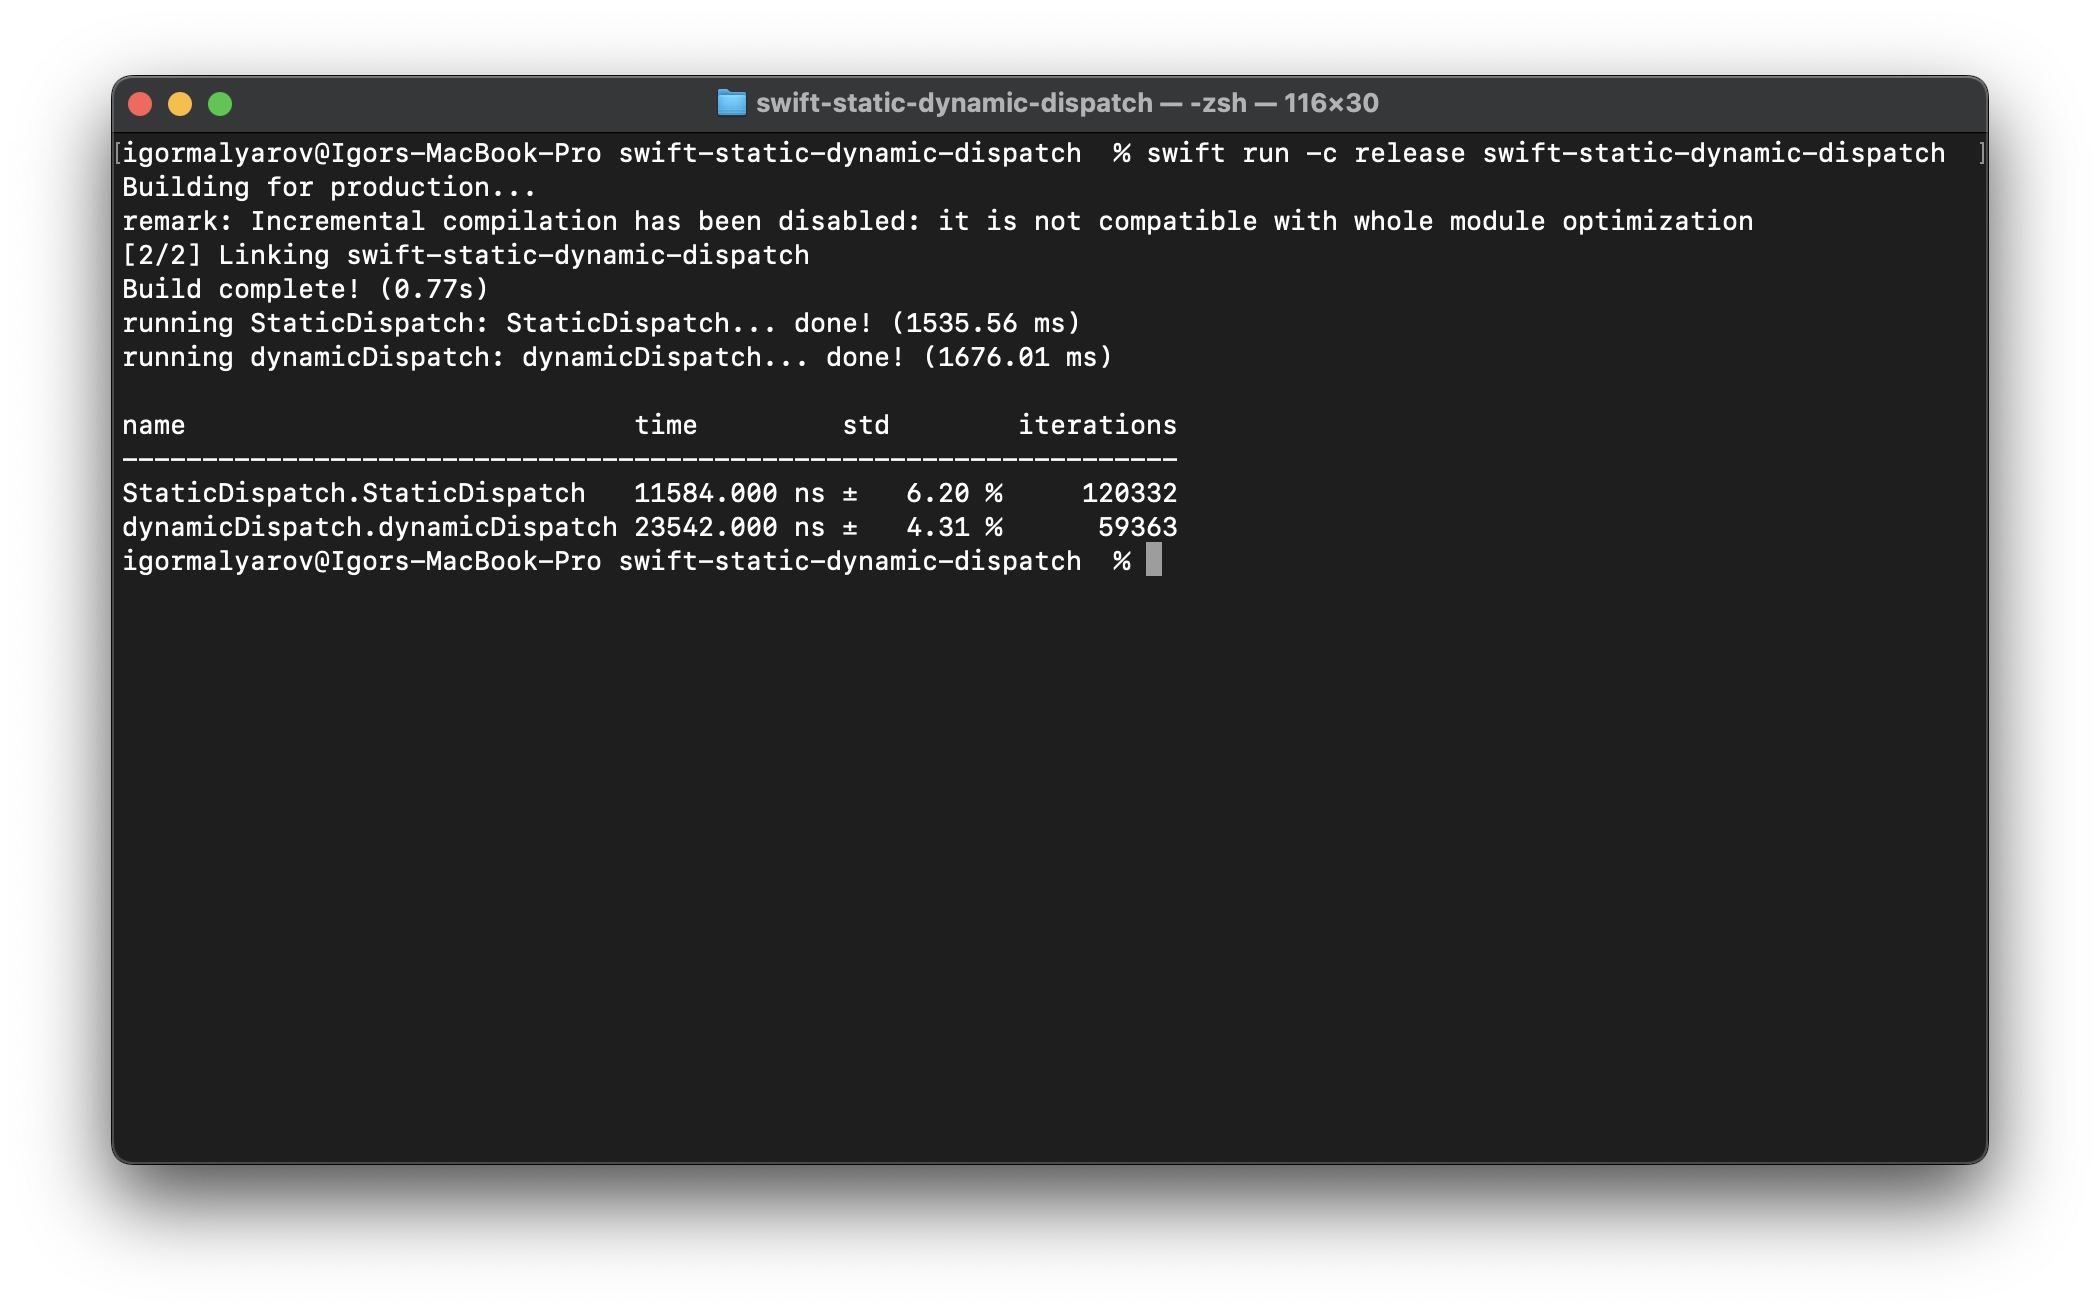 swift-static-dynamic-dispatch — -zsh — 116×30
[igormalyarov@Igors-MacBook-Pro swift-static-dynamic-dispatch  % swift run -c release swift-static-dynamic-dispatch  ]
Building for production...
remark: Incremental compilation has been disabled: it is not compatible with whole module optimization
[2/2] Linking swift-static-dynamic-dispatch
Build complete! (0.77s)
running StaticDispatch: StaticDispatch... done! (1535.56 ms)
running dynamicDispatch: dynamicDispatch... done! (1676.01 ms)
name                            time         std        iterations
------------------------------------------------------------------
StaticDispatch.StaticDispatch   11584.000 ns ±   6.20 %     120332
dynamicDispatch.dynamicDispatch 23542.000 ns ±   4.31 %      59363
igormalyarov@Igors-MacBook-Pro swift-static-dynamic-dispatch  %